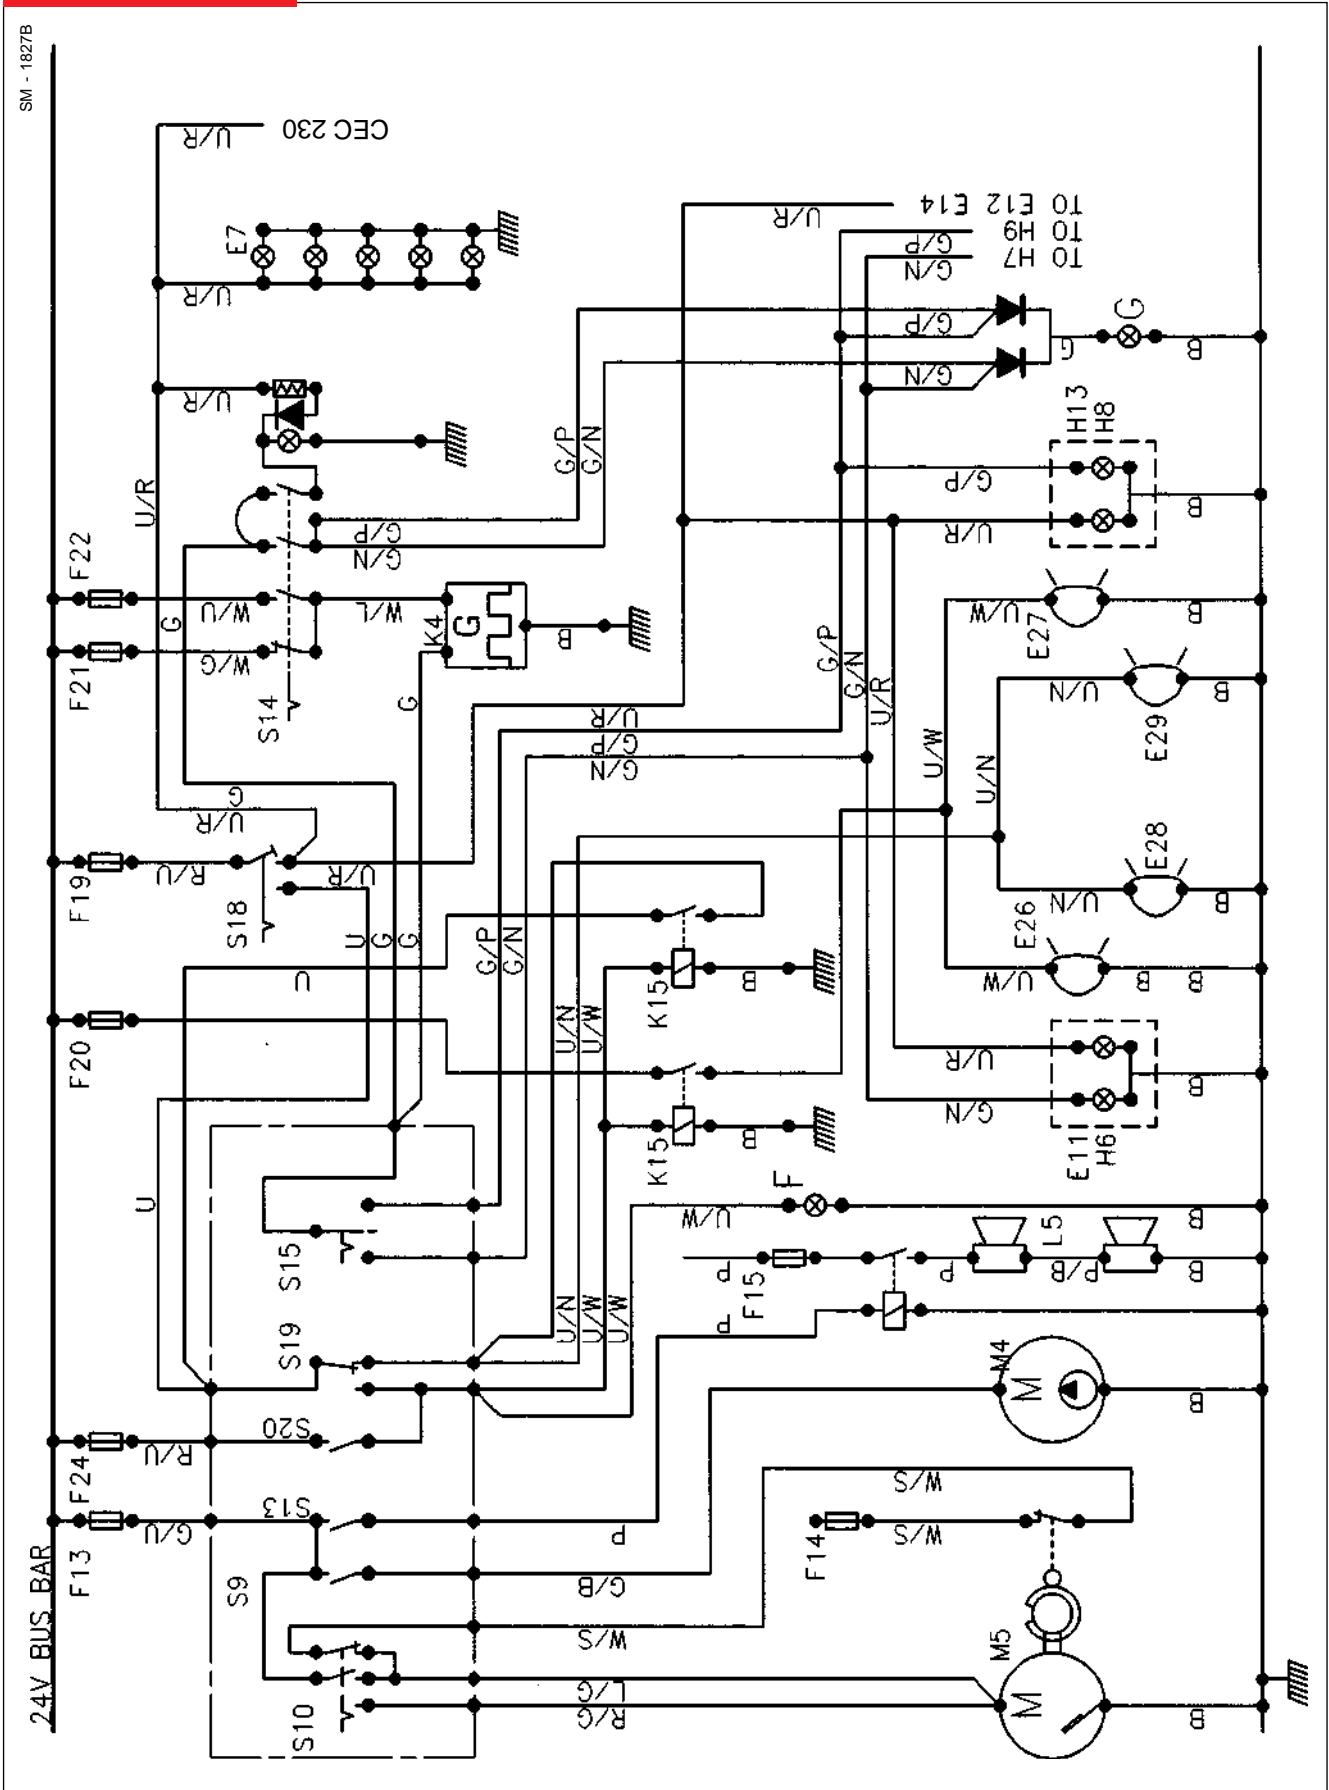 SM - 1827B
24V BUS BAR
F13
F24
F20
F19
F21
F22
G/U
R/U
R/U
W/G
W/U
U/R
U/R
CEC 230
E7
U/R
U/R
G
W/L
K4
G
B
S14
G
G/P
G/N
G/P
G/N
U/R
TO E12 E14
TO H9
TO H7
G/P
G/N
G/P
G/N
G
G
B
H13
H8
G/P
U/R
B
G/P
G/N
U/R
E27
U/W
B
U/N
B
E29
U/R
G/P
G/N
G
U/R
U/R
S18
U
G
G
G/P
G/N
U
U/W
U/N
E28
U/N
B
E26
U/W
B
B
K15
B
U/N
U/W
K15
B
U/R
G/N
B
E11
H6
U
S15
S19
S20
S13
S9
S10
U/W
F
B
P
F15
P
L5
P/B
B
P
U/N
U/W
U/W
M4
M
B
W/S
F14
W/S
P
G/B
W/S
L/G
R/G
M5
M
B